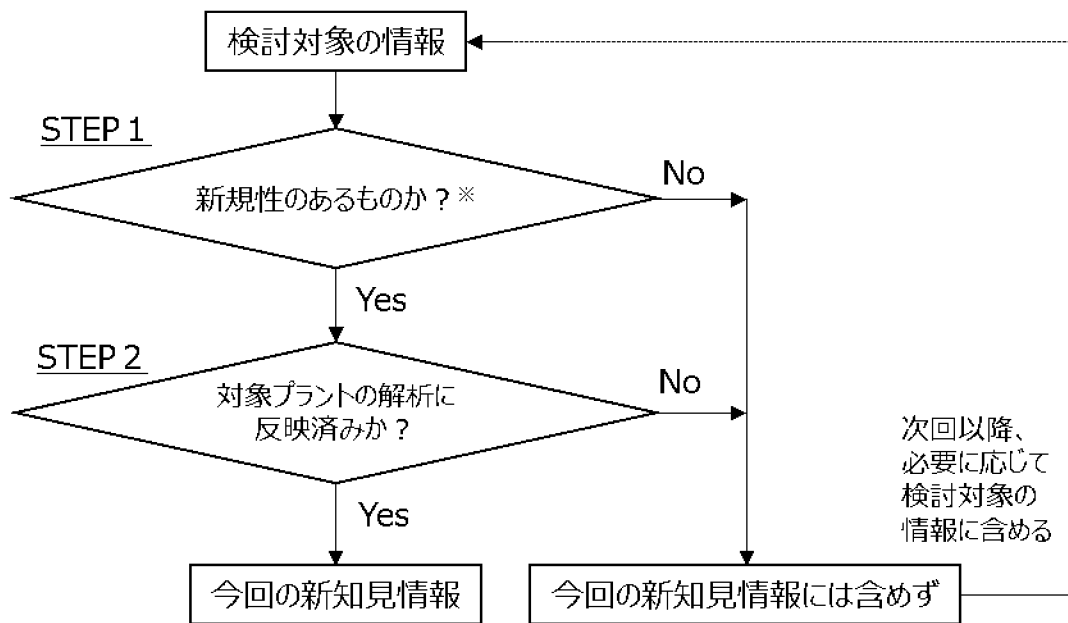 検討対象の情報
STEP 1
新規性のあるものか？※
No
Yes
STEP 2
対象プラントの解析に
反映済みか？
No
Yes
次回以降、
必要に応じて
検討対象の
情報に含める
今回の新知見情報
今回の新知見情報には含めず